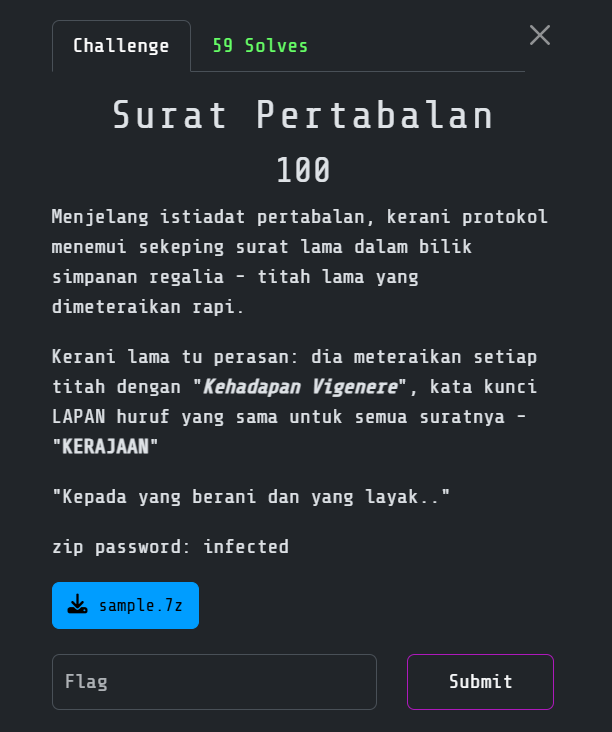 Challenge
59 Solves
Surat Pertabalan
100
Menjelang istiadat pertabalan, kerani protokol
menemui sekeping surat lama dalam bilik
simpanan regalia - titah lama yang
dimeteraikan rapi.
Kerani lama tu perasan: dia meteraikan setiap
titah dengan "Kehadapan Vigenere", kata kunci
LAPAN huruf yang sama untuk semua suratnya -
"KERAJAAN"
"Kepada yang berani dan yang layak.."
zip password: infected
sample.7z
Flag
Submit